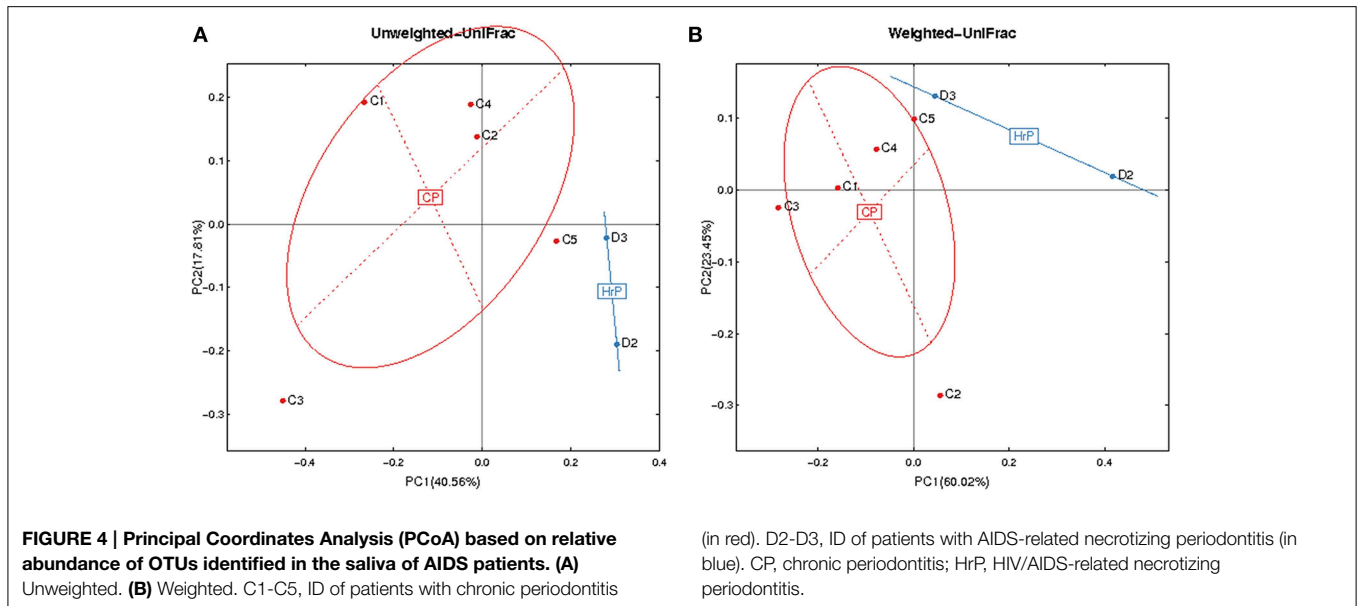 A
Unweighted-UniFrac
0.2
0.1
0.0
−0.1
−0.2
−0.3
PC2(17.81%)
C1
C4
C2
CP
C5
D3
HrP
D2
C3
−0.4
−0.2
0.0
0.2
0.4
PC1(40.56%)
B
Weighted-UniFrac
0.1
0.0
−0.1
−0.2
−0.3
PC2(23.45%)
D3
C5
HrP
C4
D2
C1
C3
CP
C2
−0.2
0.0
0.2
0.4
PC1(60.02%)
FIGURE 4 | Principal Coordinates Analysis (PCoA) based on relative
abundance of OTUs identified in the saliva of AIDS patients. (A)
Unweighted. (B) Weighted. C1-C5, ID of patients with chronic periodontitis
(in red). D2-D3, ID of patients with AIDS-related necrotizing periodontitis (in
blue). CP, chronic periodontitis; HrP, HIV/AIDS-related necrotizing
periodontitis.